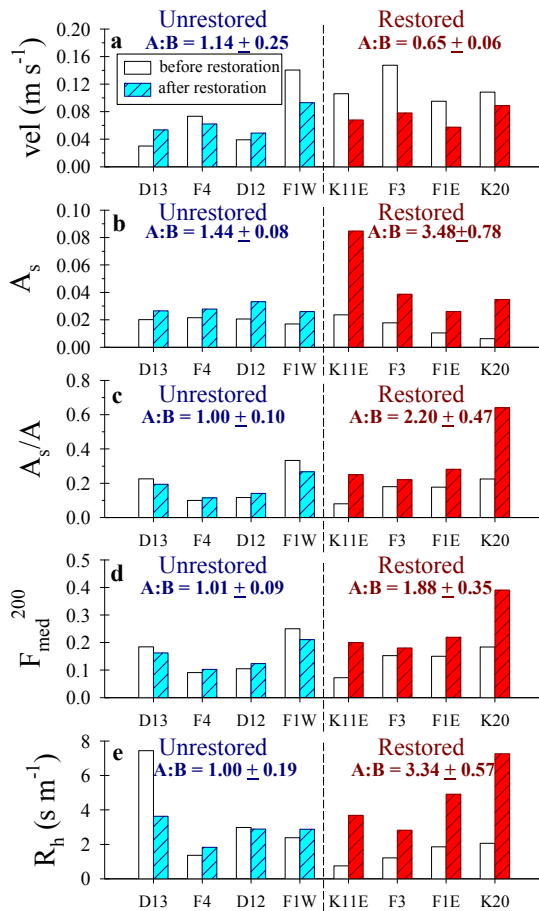 a
Unrestored
Restored
A:B = 1.14 ± 0.25
A:B = 0.65 ± 0.06
before restoration
after restoration
vel (m s⁻¹)
0.20
0.16
0.12
0.08
0.04
0.00
D13 F4 D12 F1W K11E F3 F1E K20
b
Unrestored
Restored
A:B = 1.44 ± 0.08
A:B = 3.48±0.78
Aₛ
0.10
0.08
0.06
0.04
0.02
0.00
D13 F4 D12 F1W K11E F3 F1E K20
c
Unrestored
Restored
A:B = 1.00 ± 0.10
A:B = 2.20 ± 0.47
Aₛ/A
0.8
0.6
0.4
0.2
0.0
D13 F4 D12 F1W K11E F3 F1E K20
d
Unrestored
Restored
A:B = 1.01 ± 0.09
A:B = 1.88 ± 0.35
F_med^200
0.5
0.4
0.3
0.2
0.1
0.0
D13 F4 D12 F1W K11E F3 F1E K20
e
Unrestored
Restored
A:B = 1.00 ± 0.19
A:B = 3.34 ± 0.57
R_h (s m⁻¹)
8
6
4
2
0
D13 F4 D12 F1W K11E F3 F1E K20